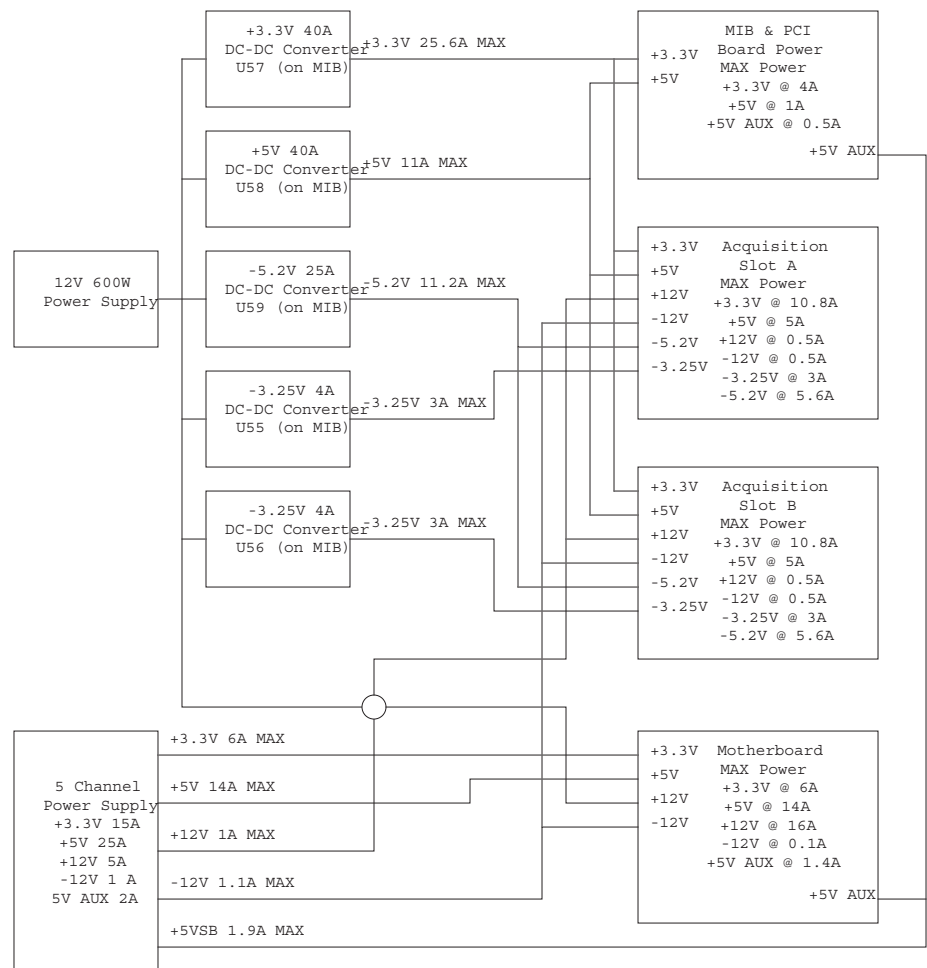 +3.3V 40A
DC-DC Converter
U57 (on MIB)
+3.3V 25.6A MAX
+5V 40A
DC-DC Converter
U58 (on MIB)
+5V 11A MAX
12V 600W
Power Supply
-5.2V 25A
DC-DC Converter
U59 (on MIB)
-5.2V 11.2A MAX
-3.25V 4A
DC-DC Converter
U55 (on MIB)
-3.25V 3A MAX
-3.25V 4A
DC-DC Converter
U56 (on MIB)
-3.25V 3A MAX
MIB & PCI
Board Power
MAX Power
+3.3V @ 4A
+5V @ 1A
+5V AUX @ 0.5A
+3.3V
+5V
+5V AUX
+3.3V
+5V
+12V
-12V
-5.2V
-3.25V
Acquisition
Slot A
MAX Power
+3.3V @ 10.8A
+5V @ 5A
+12V @ 0.5A
-12V @ 0.5A
-3.25V @ 3A
-5.2V @ 5.6A
+3.3V
+5V
+12V
-12V
-5.2V
-3.25V
Acquisition
Slot B
MAX Power
+3.3V @ 10.8A
+5V @ 5A
+12V @ 0.5A
-12V @ 0.5A
-3.25V @ 3A
-5.2V @ 5.6A
5 Channel
Power Supply
+3.3V 15A
+5V 25A
+12V 5A
-12V 1 A
5V AUX 2A
+3.3V 6A MAX
+5V 14A MAX
+12V 1A MAX
-12V 1.1A MAX
+5VSB 1.9A MAX
+3.3V
+5V
+12V
-12V
Motherboard
MAX Power
+3.3V @ 6A
+5V @ 14A
+12V @ 16A
-12V @ 0.1A
+5V AUX @ 1.4A
+5V AUX